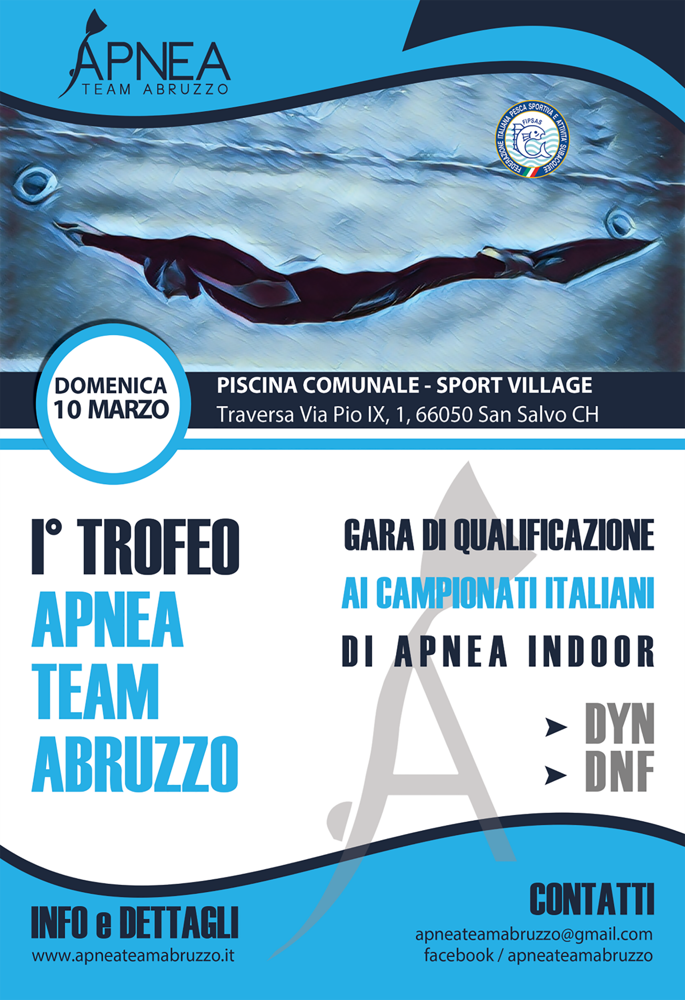 APNEA
TEAM ABRUZZO
FEDERAZIONE ITALIANA PESCA SPORTIVA E ATTIVITA' SUBACQUEE
FIPSAS
DOMENICA
10 MARZO
PISCINA COMUNALE - SPORT VILLAGE
Traversa Via Pio IX, 1, 66050 San Salvo CH
I° TROFEO
APNEA
TEAM
ABRUZZO
GARA DI QUALIFICAZIONE
AI CAMPIONATI ITALIANI
DI APNEA INDOOR
➤ DYN
➤ DNF
INFO e DETTAGLI
www.apneateamabruzzo.it
CONTATTI
apneateamabruzzo@gmail.com
facebook / apneateamabruzzo